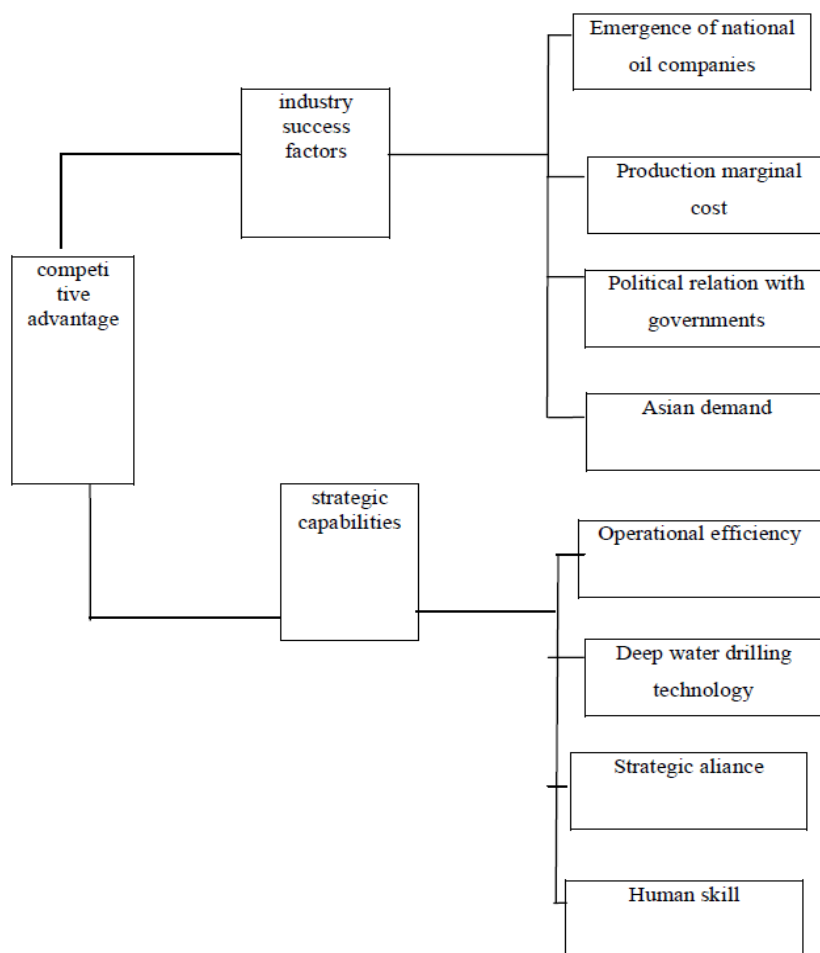 Emergence of national
oil companies
industry
success
factors
Production marginal
cost
competi
tive
advantage
Political relation with
governments
Asian demand
strategic
capabilities
Operational efficiency
Deep water drilling
technology
Strategic aliance
Human skill